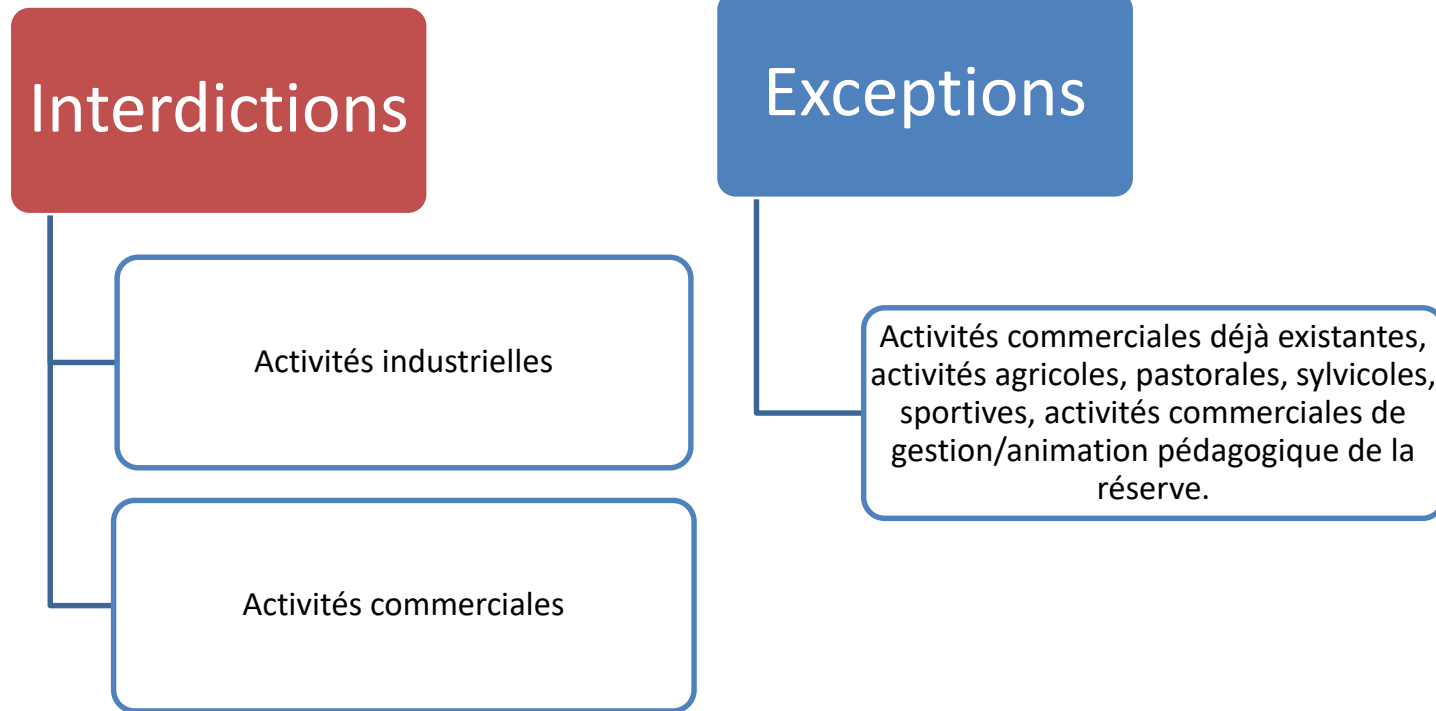 Interdictions
Activités industrielles
Activités commerciales
Exceptions
Activités commerciales déjà existantes,
activités agricoles, pastorales, sylvicoles,
sportives, activités commerciales de
gestion/animation pédagogique de la
réserve.